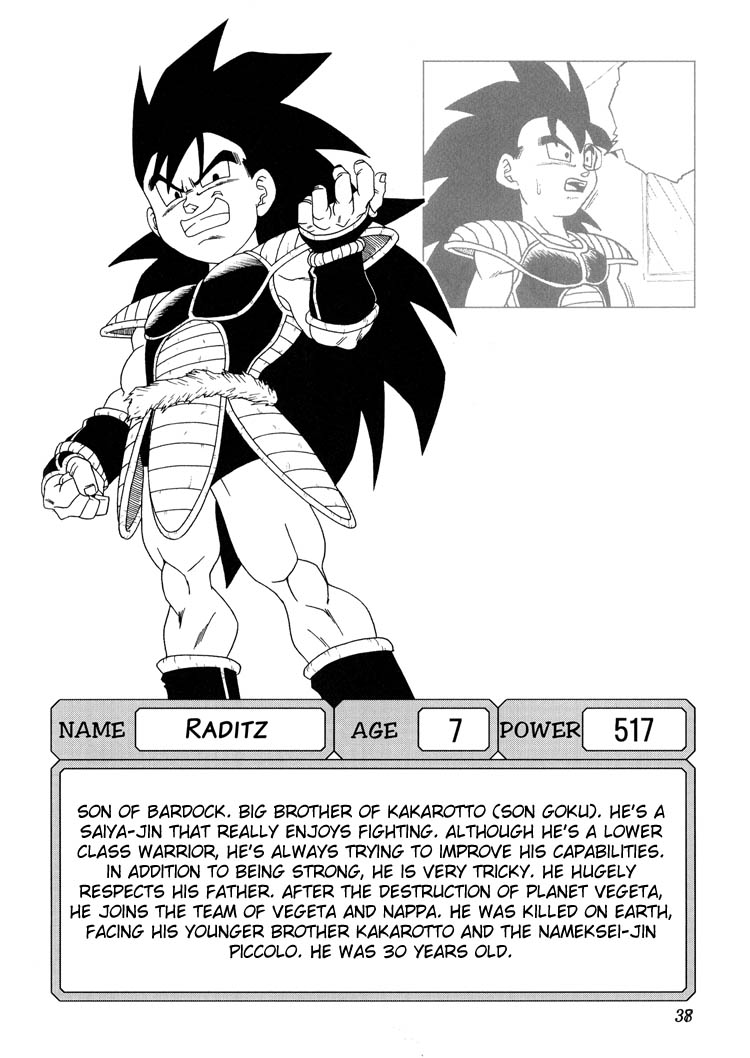 NAME RADITZ AGE 7 POWER 517
SON OF BARDOCK. BIG BROTHER OF KAKAROTTO (SON GOKU). HE'S A
SAIYA-JIN THAT REALLY ENJOYS FIGHTING. ALTHOUGH HE'S A LOWER
CLASS WARRIOR, HE'S ALWAYS TRYING TO IMPROVE HIS CAPABILITIES.
IN ADDITION TO BEING STRONG, HE IS VERY TRICKY. HE HUGELY
RESPECTS HIS FATHER. AFTER THE DESTRUCTION OF PLANET VEGETA,
HE JOINS THE TEAM OF VEGETA AND NAPPA. HE WAS KILLED ON EARTH,
FACING HIS YOUNGER BROTHER KAKAROTTO AND THE NAMEKSEI-JIN
PICCOLO. HE WAS 30 YEARS OLD.
38